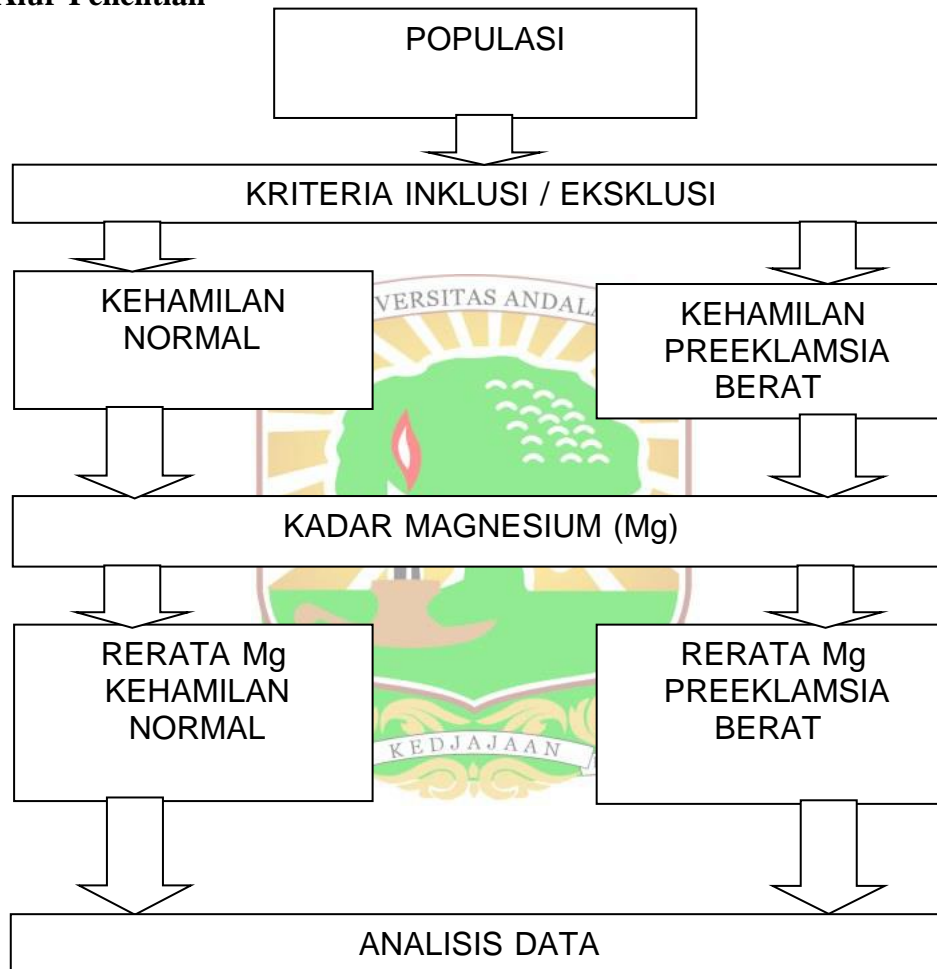 Alur Penelitian
POPULASI
KRITERIA INKLUSI / EKSKLUSI
KEHAMILAN
NORMAL
KEHAMILAN
PREEKLAMSIA
BERAT
KADAR MAGNESIUM (Mg)
RERATA Mg
KEHAMILAN
NORMAL
RERATA Mg
PREEKLAMSIA
BERAT
KEDJAJAAN
ANALISIS DATA